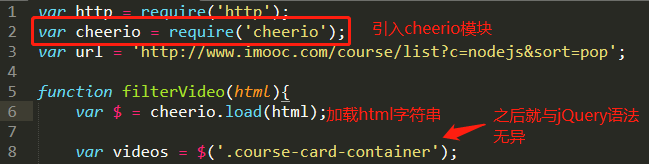 1 var http = require('http');
2 var cheerio = require('cheerio'); 引入cheerio模块
3 var url = 'http://www.imooc.com/course/list?c=nodejs&sort=pop';
4
5 function filterVideo(html){
6 var $ = cheerio.load(html); 加载html字符串 之后就与jQuery语法
7 无异
8 var videos = $('.course-card-container');